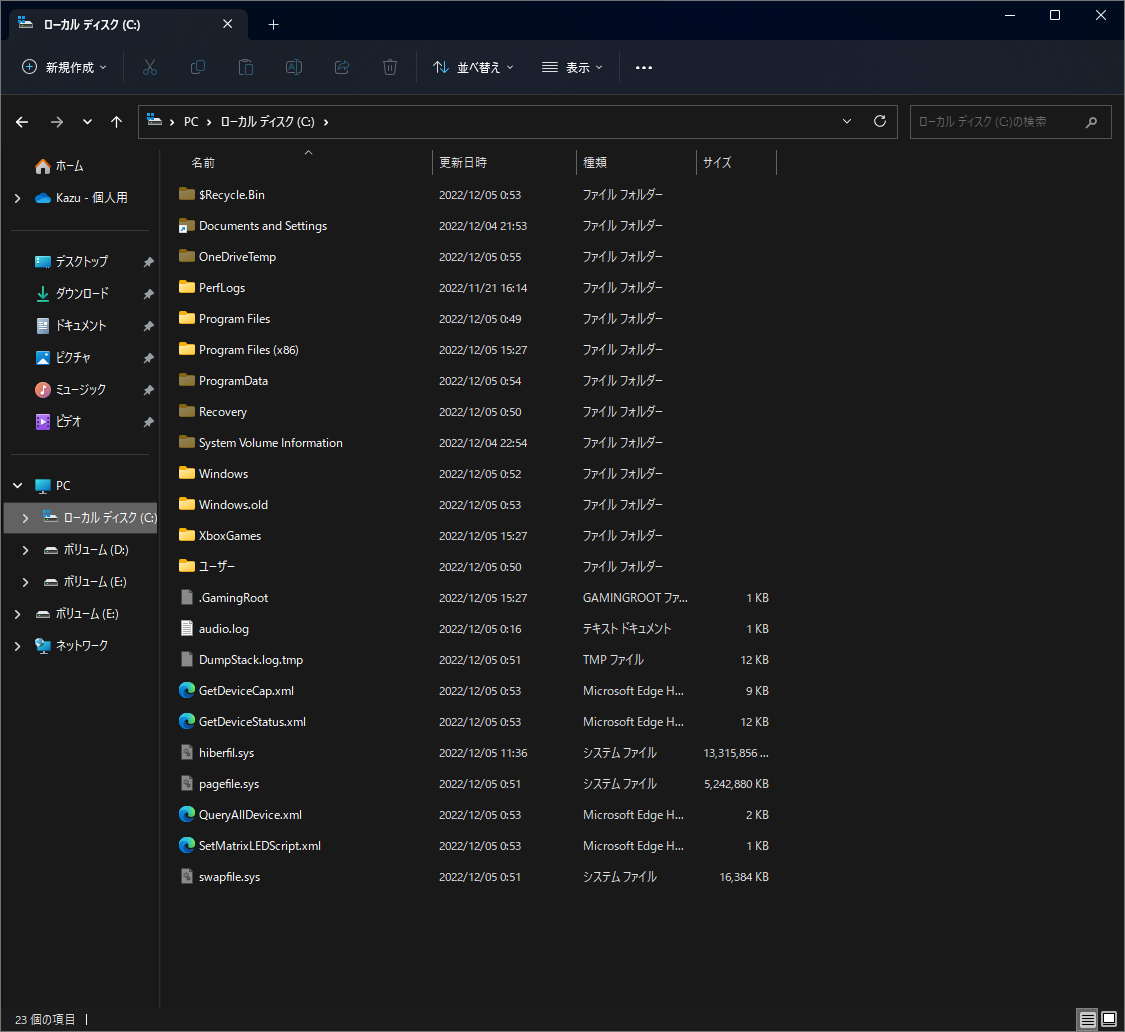 ローカル ディスク (C:)
新規作成 並べ替え 表示
PC ローカル ディスク (C:) ローカル ディスク (C:)の検索
ホーム
Kazu - 個人用
デスクトップ
ダウンロード
ドキュメント
ピクチャ
ミュージック
ビデオ
PC
ローカル ディスク (C:)
ボリューム (D:)
ボリューム (E:)
ボリューム (E:)
ネットワーク
名前 更新日時 種類 サイズ
$Recycle.Bin 2022/12/05 0:53 ファイル フォルダー
Documents and Settings 2022/12/04 21:53 ファイル フォルダー
OneDriveTemp 2022/12/05 0:55 ファイル フォルダー
PerfLogs 2022/11/21 16:14 ファイル フォルダー
Program Files 2022/12/05 0:49 ファイル フォルダー
Program Files (x86) 2022/12/05 15:27 ファイル フォルダー
ProgramData 2022/12/05 0:54 ファイル フォルダー
Recovery 2022/12/05 0:50 ファイル フォルダー
System Volume Information 2022/12/04 22:54 ファイル フォルダー
Windows 2022/12/05 0:52 ファイル フォルダー
Windows.old 2022/12/05 0:53 ファイル フォルダー
XboxGames 2022/12/05 15:27 ファイル フォルダー
ユーザー 2022/12/05 0:50 ファイル フォルダー
.GamingRoot 2022/12/05 15:27 GAMINGROOT ファ... 1 KB
audio.log 2022/12/05 0:16 テキスト ドキュメント 1 KB
DumpStack.log.tmp 2022/12/05 0:51 TMP ファイル 12 KB
GetDeviceCap.xml 2022/12/05 0:53 Microsoft Edge H... 9 KB
GetDeviceStatus.xml 2022/12/05 0:53 Microsoft Edge H... 12 KB
hiberfil.sys 2022/12/05 11:36 システム ファイル 13,315,856 ...
pagefile.sys 2022/12/05 0:51 システム ファイル 5,242,880 KB
QueryAllDevice.xml 2022/12/05 0:53 Microsoft Edge H... 2 KB
SetMatrixLEDScript.xml 2022/12/05 0:53 Microsoft Edge H... 1 KB
swapfile.sys 2022/12/05 0:51 システム ファイル 16,384 KB
23 個の項目